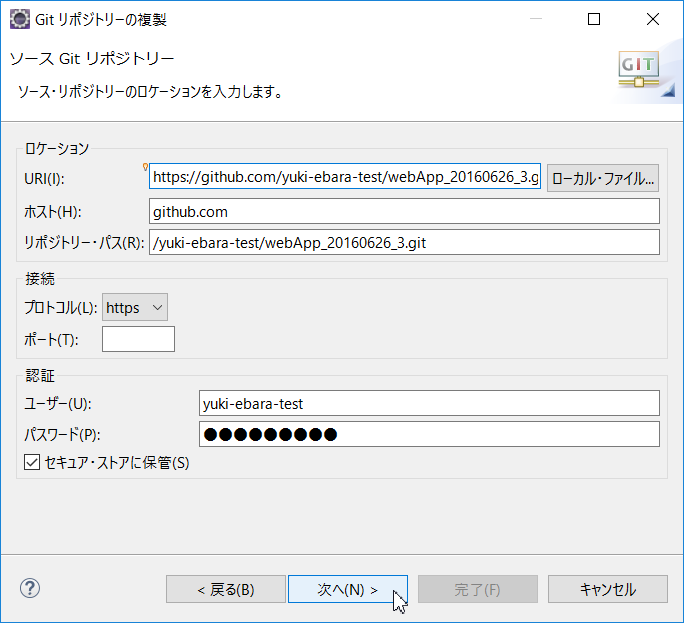 Git リポジトリーの複製
ソース Git リポジトリー
ソース・リポジトリーのロケーションを入力します。
GIT
ロケーション
URI(I): https://github.com/yuki-ebara-test/webApp_20160626_3.g ローカル・ファイル...
ホスト(H): github.com
リポジトリー・パス(R): /yuki-ebara-test/webApp_20160626_3.git
接続
プロトコル(L): https
ポート(T):
認証
ユーザー(U): yuki-ebara-test
パスワード(P): ●●●●●●●●●
セキュア・ストアに保管(S)
< 戻る(B) 次へ(N) > 完了(F) キャンセル